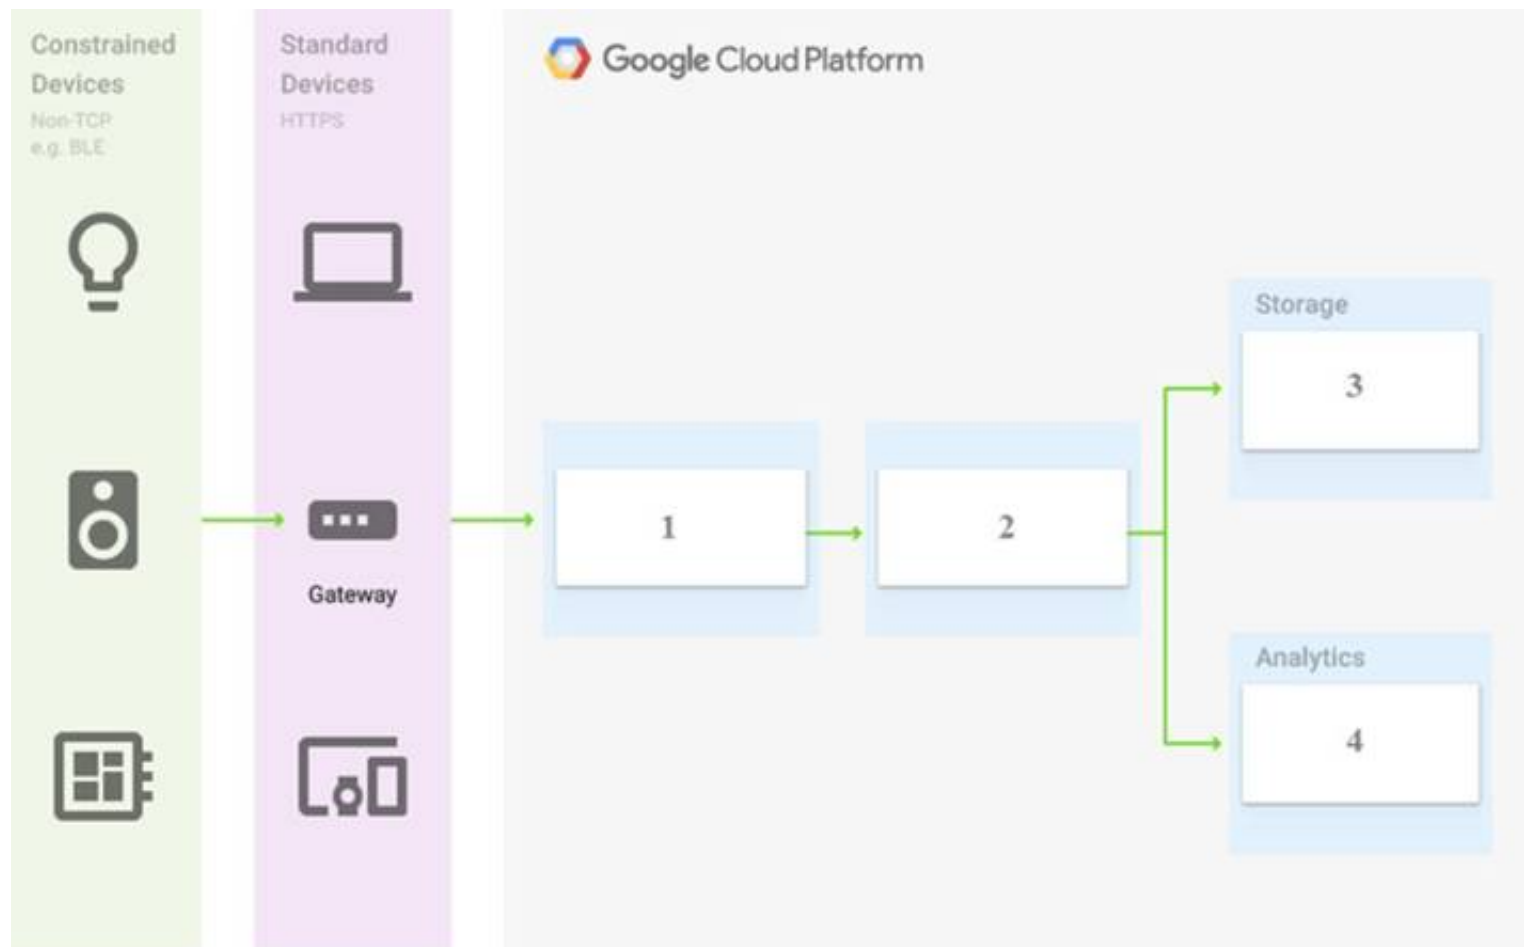 Constrained
Devices
Non-TCP
e.g. BLE
Standard
Devices
HTTPS
Google Cloud Platform
Gateway
1
2
Storage
3
Analytics
4